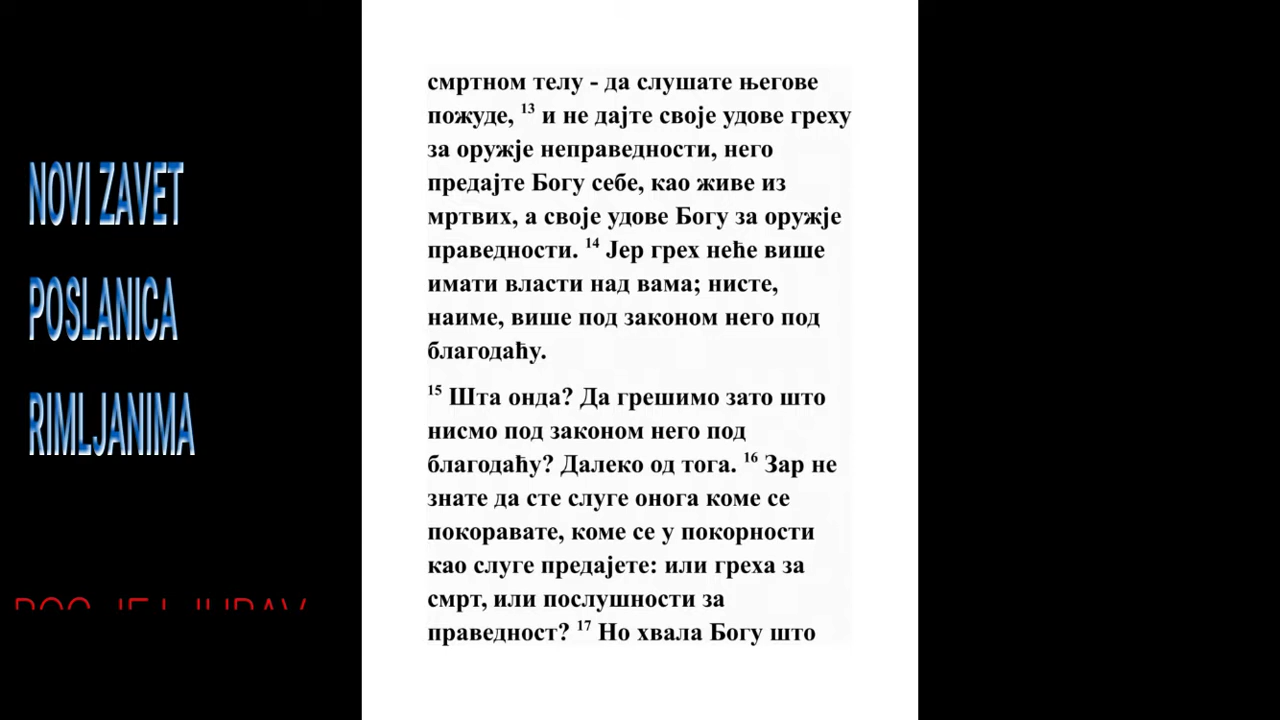 NOVI ZAVET
POSLANICA
RIMLJANIMA
смртном телу - да слушате његове
пожуде, 13 и не дајте своје удове греху
за оружје неправедности, него
предајте Богу себе, као живе из
мртвих, а своје удове Богу за оружје
праведности. 14 Јер грех неће више
имати власти над вама; нисте,
наиме, више под законом него под
благодаћу.
15 Шта онда? Да грешимо зато што
нисмо под законом него под
благодаћу? Далеко од тога. 16 Зар не
знате да сте слуге онога коме се
покоравате, коме се у покорности
као слуге предајете: или греха за
смрт, или послушности за
праведност? 17 Но хвала Богу што